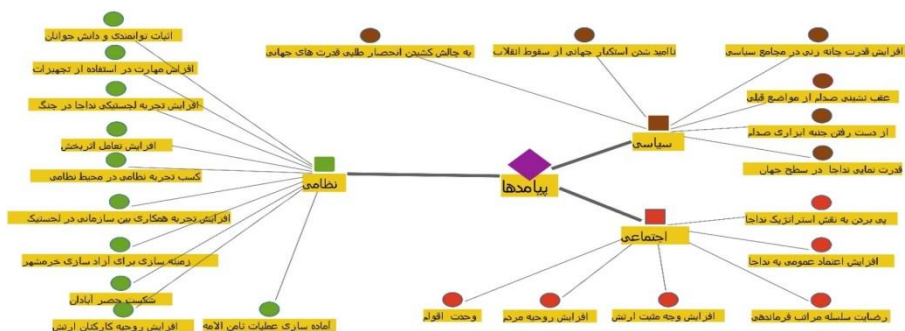 اثبات توانمندی و دانش جوانان
افزایش مهارت در استفاده از تجهیزات
افزایش تجربه لجستیکی نداجا در جنگ
افزایش تعامل اثربخش
کسب تجربه نظامی در محیط نظامی
افزایش تجربه همکاری بین سازمانی در لجستیک
زمینه سازی برای آزاد سازی خرمشهر
شکست حصر آبادان
افزایش روحیه کارکنان ارتش
آماده سازی عملیات ثامن الامه
نظامی
پیامدها
سیاسی
به چالش کشیدن انحصار طلبی قدرت های جهانی
ناامید شدن استکبار جهانی از سقوط انقلاب
افزایش قدرت چانه زنی در مجامع سیاسی
عقب نشینی صدام از مواضع قبلی
از دست رفتن جنبه ابزاری صدام
قدرت نمایی نداجا در سطح جهان
اجتماعی
پی بردن به نقش استراتژیک نداجا
افزایش اعتماد عمومی به نداجا
رضایت سلسله مراتب فرماندهی
افزایش وجه مثبت ارتش
افزایش روحیه مردم
وحدت اقوام